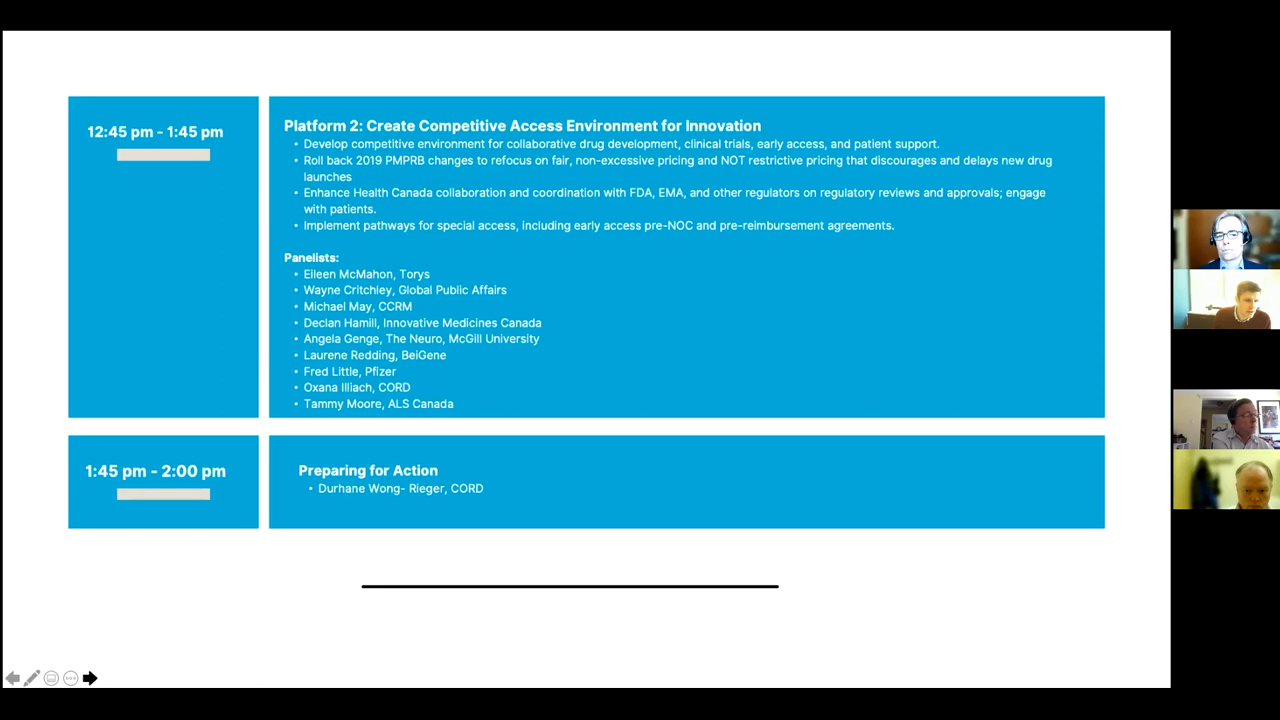 12:45 pm - 1:45 pm
Platform 2: Create Competitive Access Environment for Innovation
• Develop competitive environment for collaborative drug development, clinical trials, early access, and patient support.
• Roll back 2019 PMPRB changes to refocus on fair, non-excessive pricing and NOT restrictive pricing that discourages and delays new drug
launches
• Enhance Health Canada collaboration and coordination with FDA, EMA, and other regulators on regulatory reviews and approvals; engage
with patients.
• Implement pathways for special access, including early access pre-NOC and pre-reimbursement agreements.
Panelists:
• Eileen McMahon, Torys
• Wayne Critchley, Global Public Affairs
• Michael May, CCRM
• Declan Hamill, Innovative Medicines Canada
• Angela Genge, The Neuro, McGill University
• Laurene Redding, BeiGene
• Fred Little, Pfizer
• Oxana Illiach, CORD
• Tammy Moore, ALS Canada
1:45 pm - 2:00 pm
Preparing for Action
• Durhane Wong- Rieger, CORD